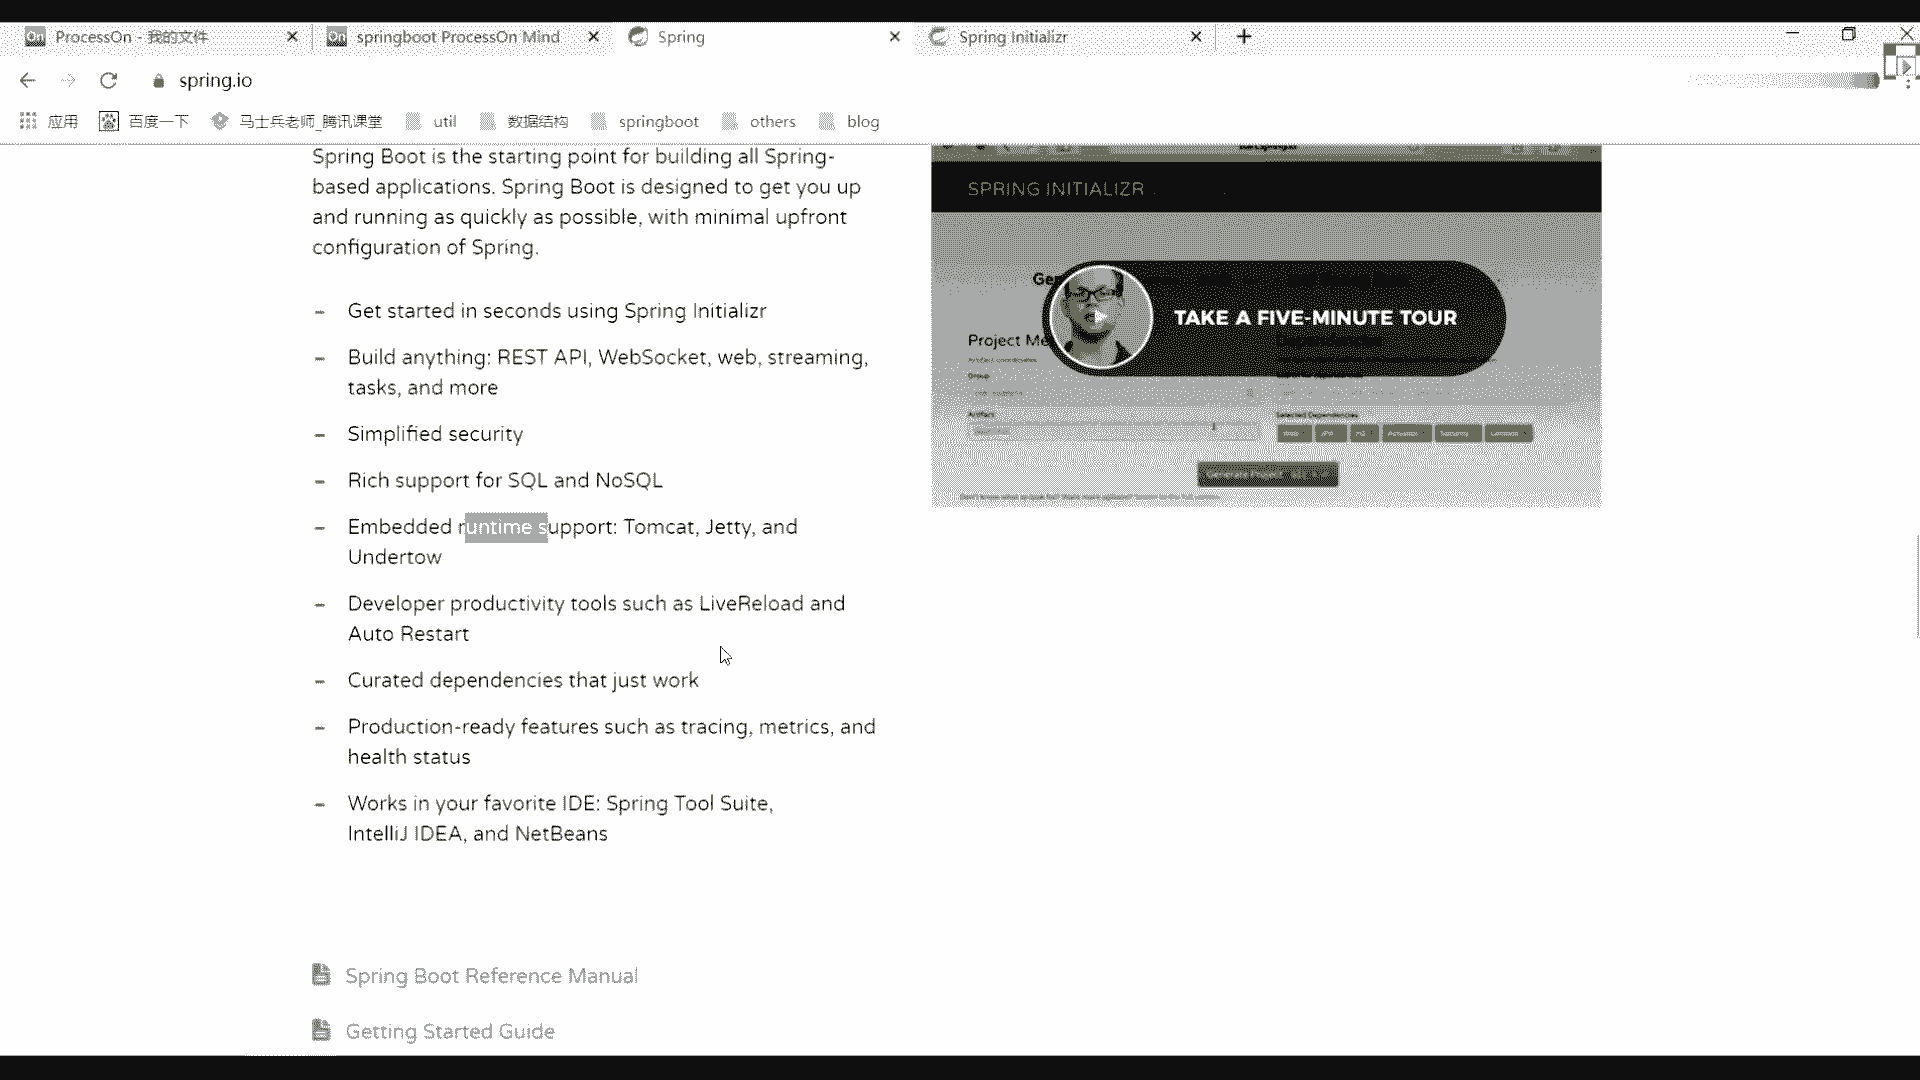 ProcessOn - 我的文件
springboot ProcessOn Mind
Spring
Spring Initializr
spring.io
应用
百度一下
马士兵老师_腾讯课堂
util
数据结构
springboot
others
blog
Spring Boot is the starting point for building all Spring-
based applications. Spring Boot is designed to get you up
and running as quickly as possible, with minimal upfront
configuration of Spring.
– Get started in seconds using Spring Initializr
– Build anything: REST API, WebSocket, web, streaming,
tasks, and more
– Simplified security
– Rich support for SQL and NoSQL
– Embedded runtime support: Tomcat, Jetty, and
Undertow
– Developer productivity tools such as LiveReload and
Auto Restart
– Curated dependencies that just work
– Production-ready features such as tracing, metrics, and
health status
– Works in your favorite IDE: Spring Tool Suite,
IntelliJ IDEA, and NetBeans
Spring Boot Reference Manual
Getting Started Guide
SPRING INITIALIZR
TAKE A FIVE-MINUTE TOUR
Group
Artifact
Selected Dependencies
Generate Project